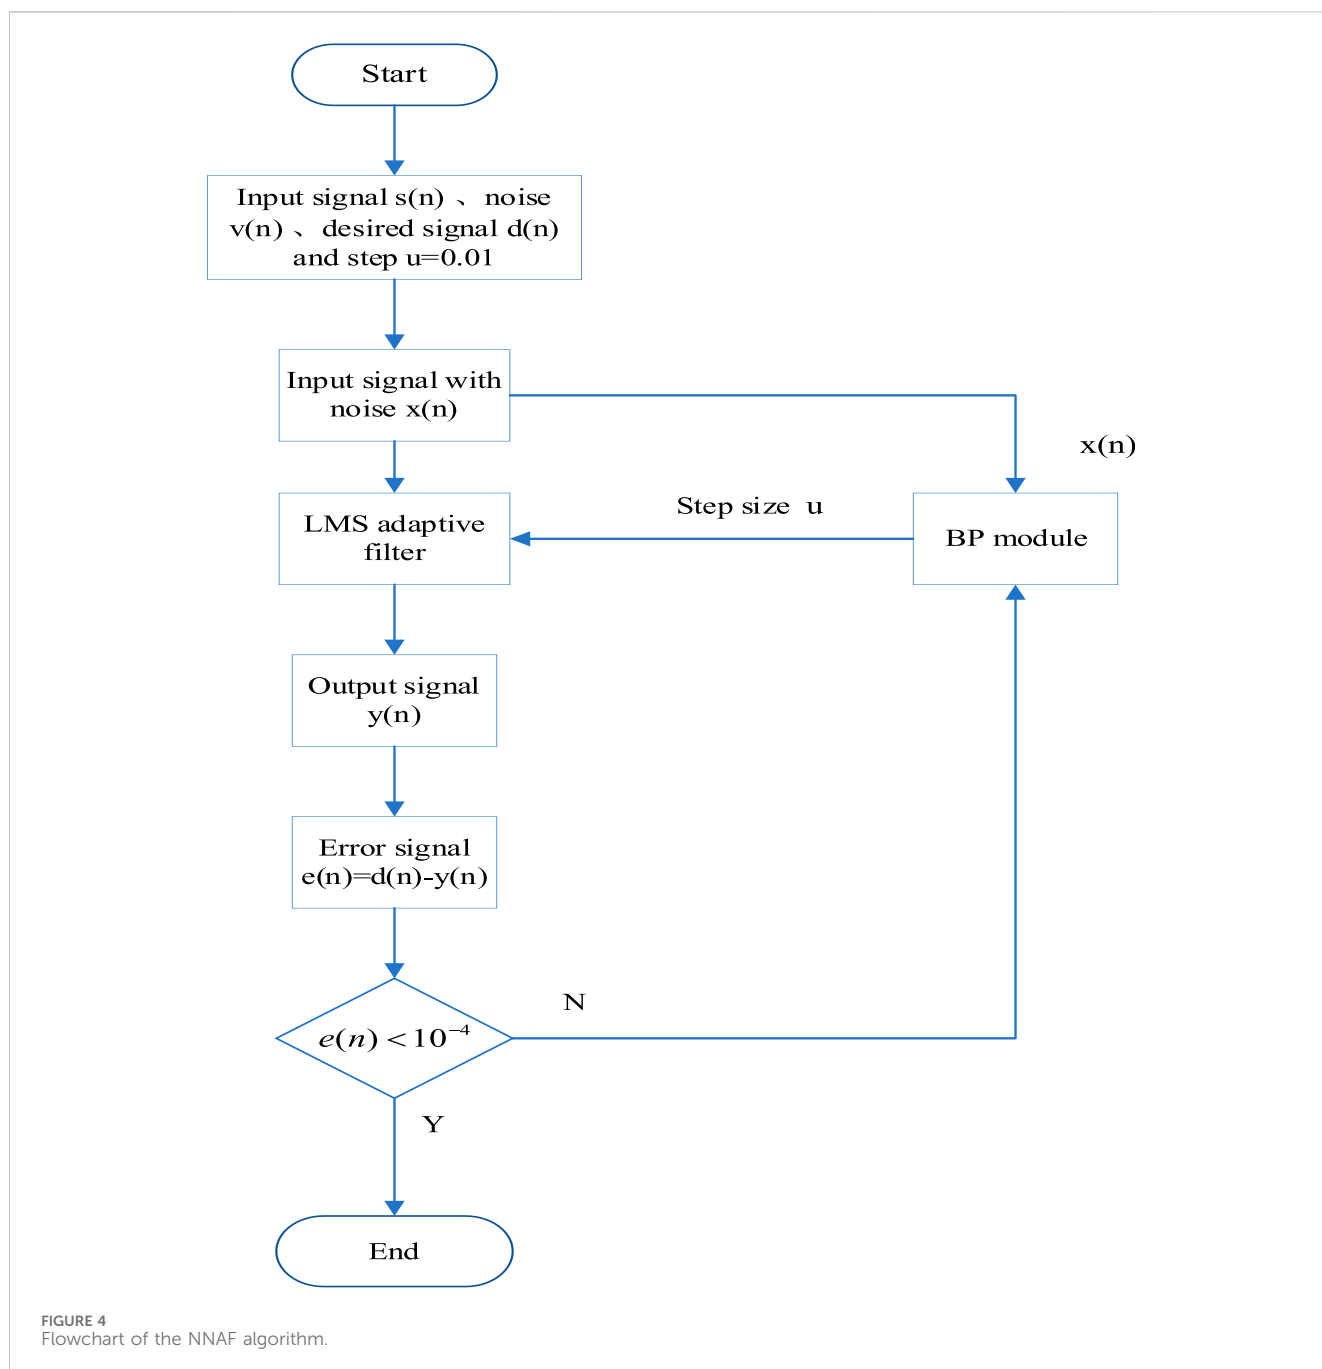 Start
Input signal s(n) 、 noise
v(n) 、desired signal d(n)
and step u=0.01
Input signal with
noise x(n)
x(n)
LMS adaptive
filter
Step size u
BP module
Output signal
y(n)
Error signal
e(n)=d(n)-y(n)
e(n) < 10⁻⁴
N
Y
End
FIGURE 4
Flowchart of the NNAF algorithm.